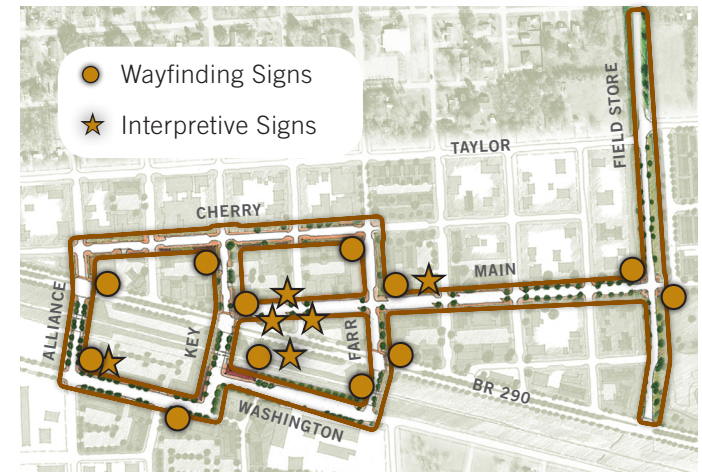 Wayfinding Signs
Interpretive Signs
TAYLOR
FIELD STORE
CHERRY
MAIN
ALLIANCE
KEY
FARR
BR 290
WASHINGTON